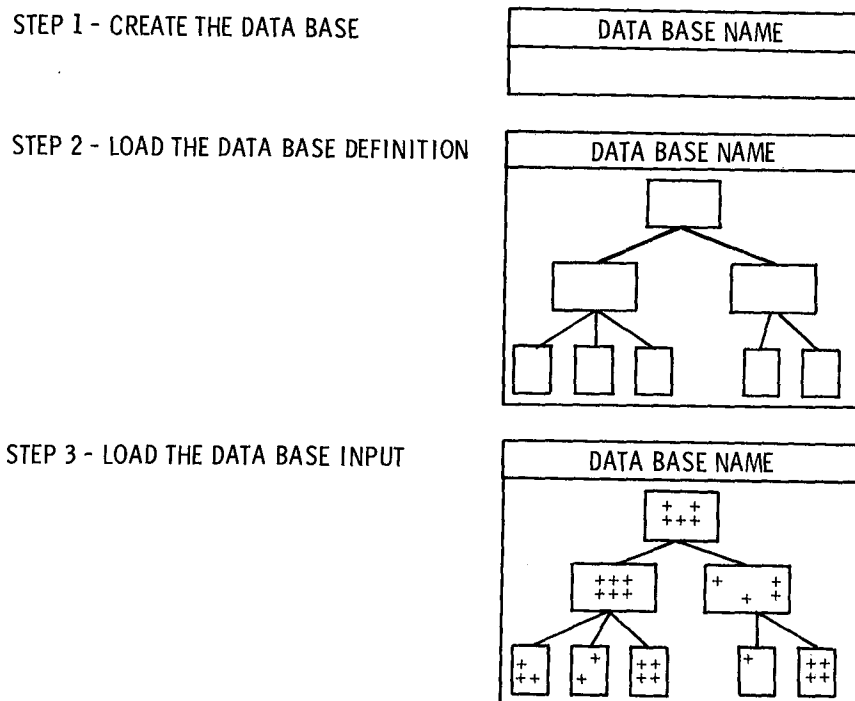 STEP 1 - CREATE THE DATA BASE
DATA BASE NAME
STEP 2 - LOAD THE DATA BASE DEFINITION
DATA BASE NAME
STEP 3 - LOAD THE DATA BASE INPUT
DATA BASE NAME
+ +
+++
+++
+++
+ +
+ +
+
++
+
+
++
++
+
++
++